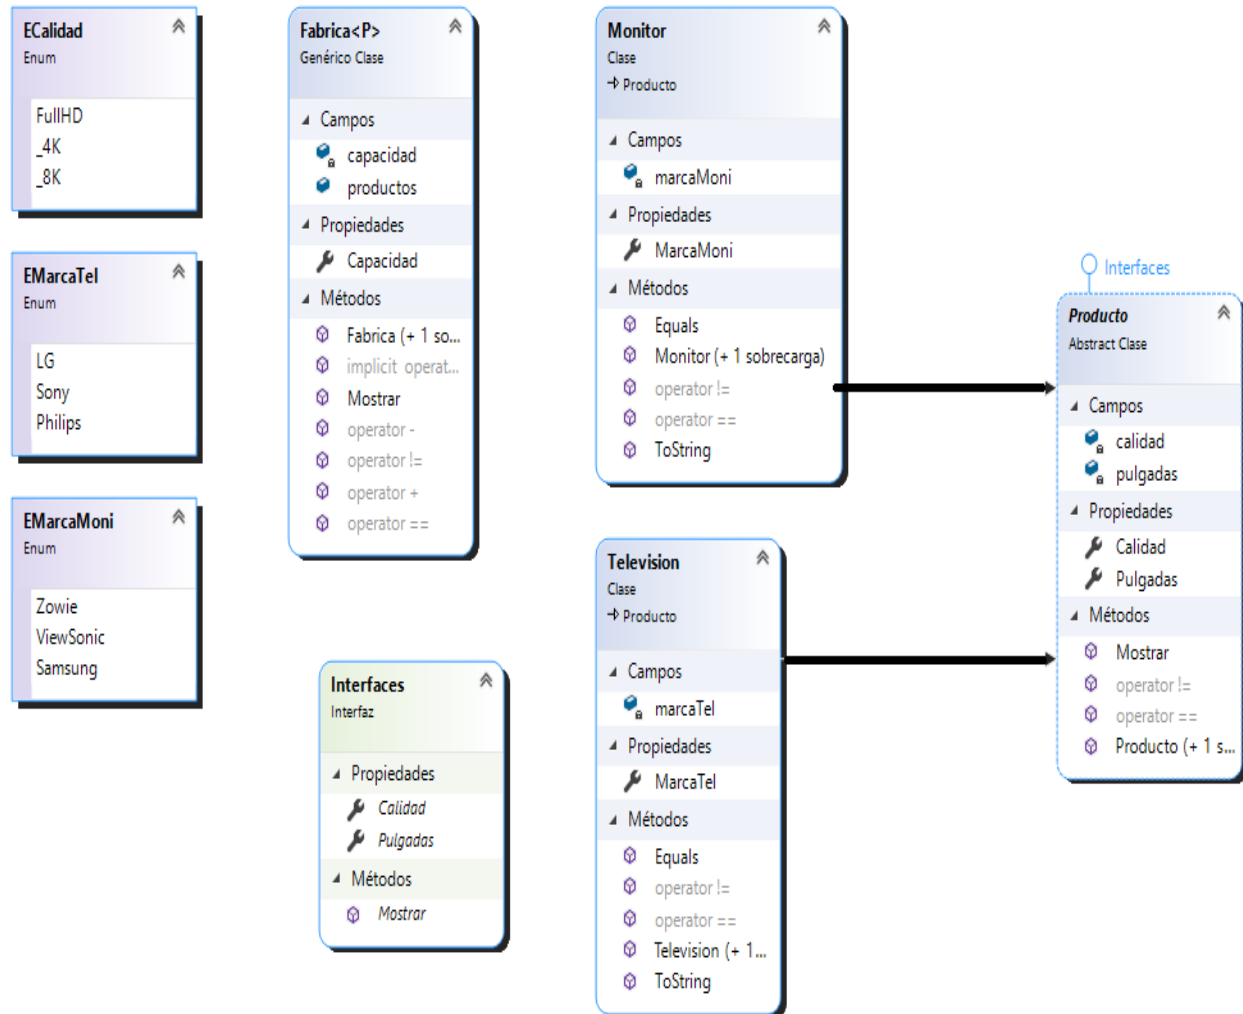 ECalidad
Enum
FullHD
_4K
_8K
EMarcaTel
Enum
LG
Sony
Philips
EMarcaMoni
Enum
Zowie
ViewSonic
Samsung
Fabrica<P>
Genérico Clase
Campos
capacidad
productos
Propiedades
Capacidad
Métodos
Fabrica (+ 1 so...
implicit operat...
Mostrar
operator -
operator !=
operator +
operator ==
Interfaces
Interfaz
Propiedades
Calidad
Pulgadas
Métodos
Mostrar
Monitor
Clase
Producto
Campos
marcaMoni
Propiedades
MarcaMoni
Métodos
Equals
Monitor (+ 1 sobrecarga)
operator !=
operator ==
ToString
Television
Clase
Producto
Campos
marcaTel
Propiedades
MarcaTel
Métodos
Equals
operator !=
operator ==
Television (+ 1...
ToString
Interfaces
Producto
Abstract Clase
Campos
calidad
pulgadas
Propiedades
Calidad
Pulgadas
Métodos
Mostrar
operator !=
operator ==
Producto (+ 1 s...